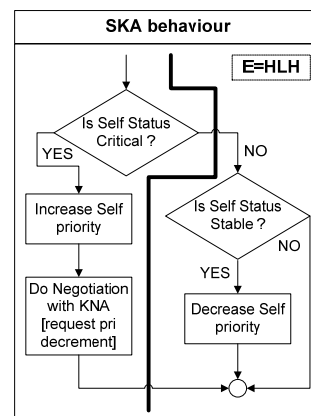 SKA behaviour
E=HLH
Is Self Status
Critical ?
YES
NO
Increase Self
priority
Is Self Status
Stable ?
NO
YES
Do Negotiation
with KNA
[request pri
decrement]
Decrease Self
priority